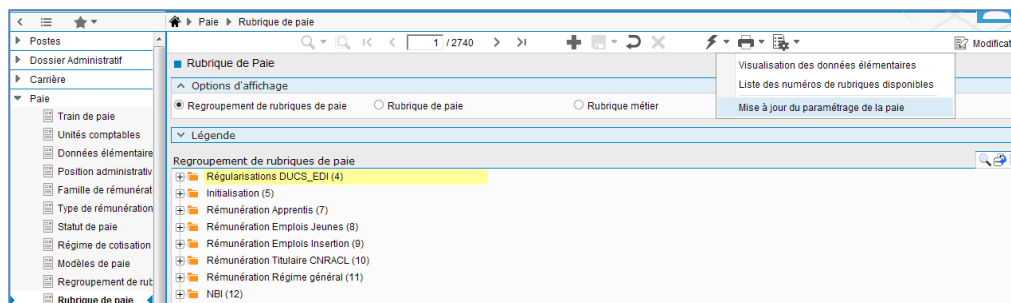 Paie Rubrique de paie
Postes
Dossier Administratif
Carrière
Paie
Train de paie
Unités comptables
Données élémentaire
Position administrativ
Famille de rémunérat
Type de rémunération
Statut de paie
Régime de cotisation
Modèles de paie
Regroupement de rub
Rubrique de paie
1 / 2740
Modificat
Rubrique de Paie
Visualisation des données élémentaires
Liste des numéros de rubriques disponibles
Mise à jour du paramétrage de la paie
Options d'affichage
Regroupement de rubriques de paie Rubrique de paie Rubrique métier
Légende
Regroupement de rubriques de paie
Régularisations DUCS_EDI (4)
Initialisation (5)
Rémunération Apprentis (7)
Rémunération Emplois Jeunes (8)
Rémunération Emplois Insertion (9)
Rémunération Titulaire CNRACL (10)
Rémunération Régime général (11)
NBI (12)